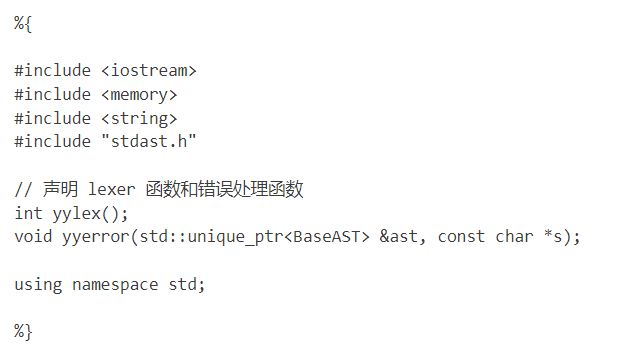 %{
#include <iostream>
#include <memory>
#include <string>
#include "stdast.h"
// 声明 lexer 函数和错误处理函数
int yylex();
void yyerror(std::unique_ptr<BaseAST> &ast, const char *s);
using namespace std;
%}